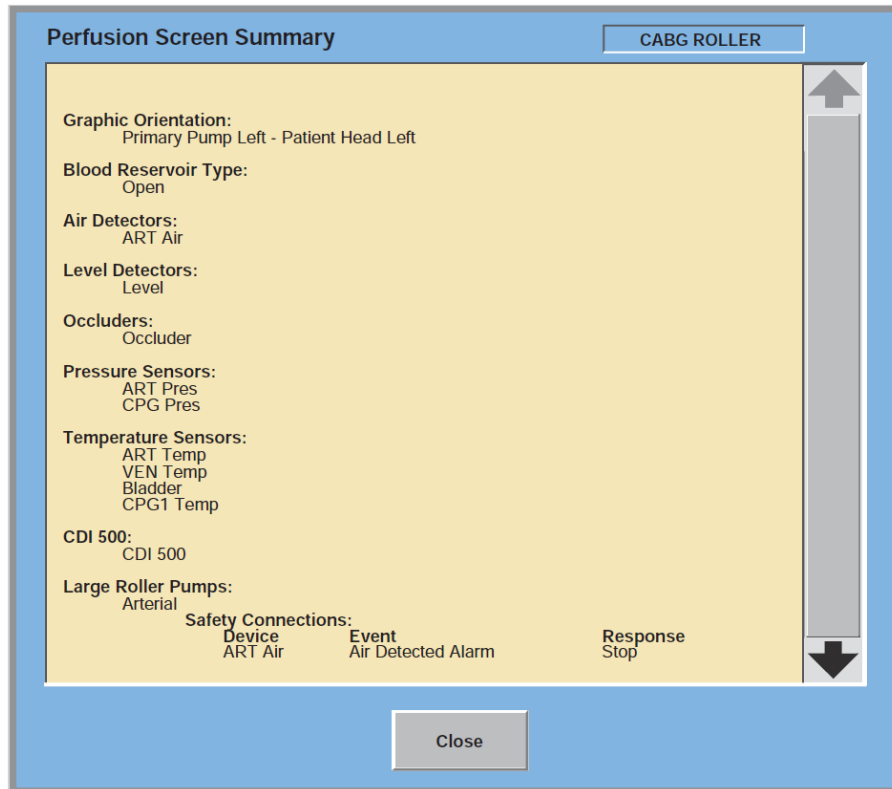 Perfusion Screen Summary
CABG ROLLER
Graphic Orientation:
Primary Pump Left - Patient Head Left
Blood Reservoir Type:
Open
Air Detectors:
ART Air
Level Detectors:
Level
Occluders:
Occluder
Pressure Sensors:
ART Pres
CPG Pres
Temperature Sensors:
ART Temp
VEN Temp
Bladder
CPG1 Temp
CDI 500:
CDI 500
Large Roller Pumps:
Arterial
Safety Connections:
Device Event Response
ART Air Air Detected Alarm Stop
Close